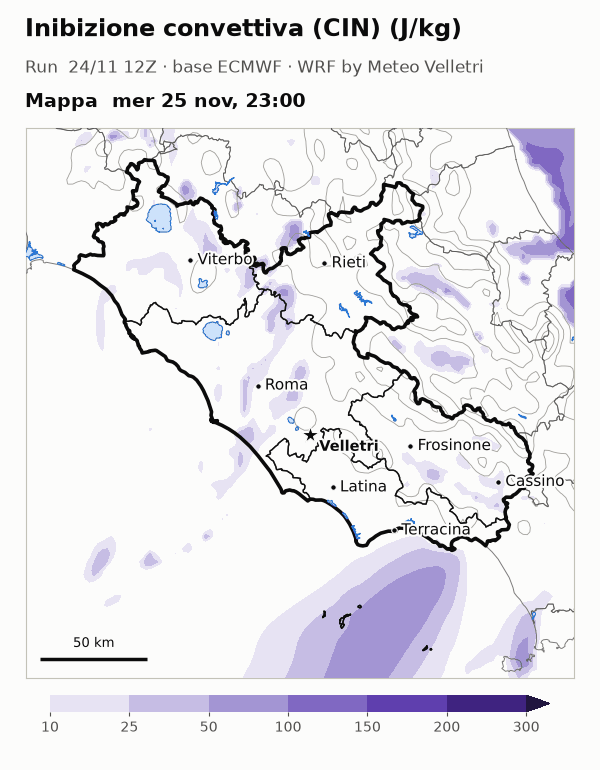 Inibizione convettiva (CIN) (J/kg)
Run  24/11 12Z · base ECMWF · WRF by Meteo Velletri
Mappa  mer 25 nov, 23:00
Viterbo
Rieti
Roma
Velletri
Frosinone
Cassino
Latina
Terracina
50 km
10 25 50 100 150 200 300